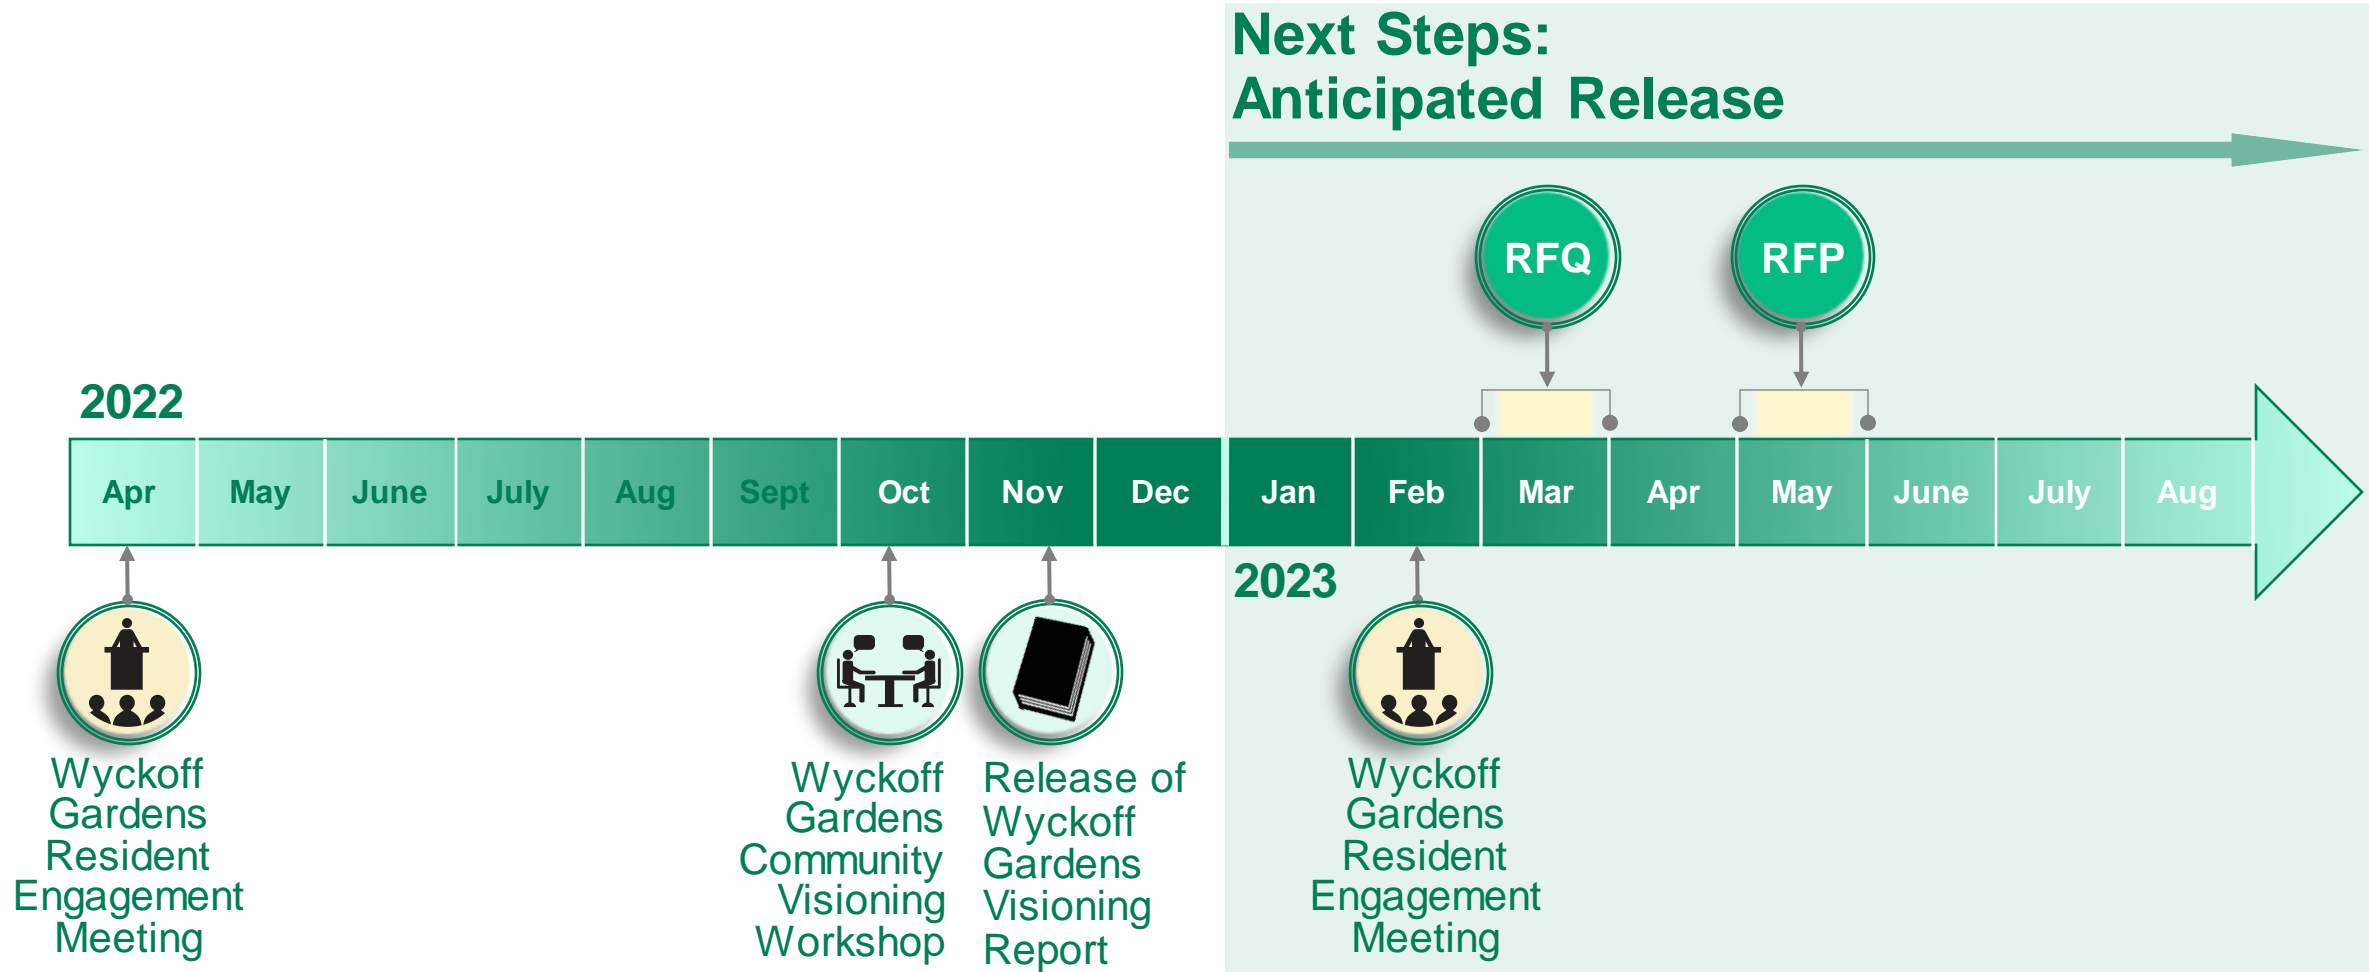 Next Steps:
Anticipated Release
RFQ
RFP
2022
Apr
May
June
July
Aug
Sept
Oct
Nov
Dec
Jan
Feb
Mar
Apr
May
June
July
Aug
2023
Wyckoff
Gardens
Resident
Engagement
Meeting
Wyckoff
Gardens
Community
Visioning
Workshop
Release of
Wyckoff
Gardens
Visioning
Report
Wyckoff
Gardens
Resident
Engagement
Meeting